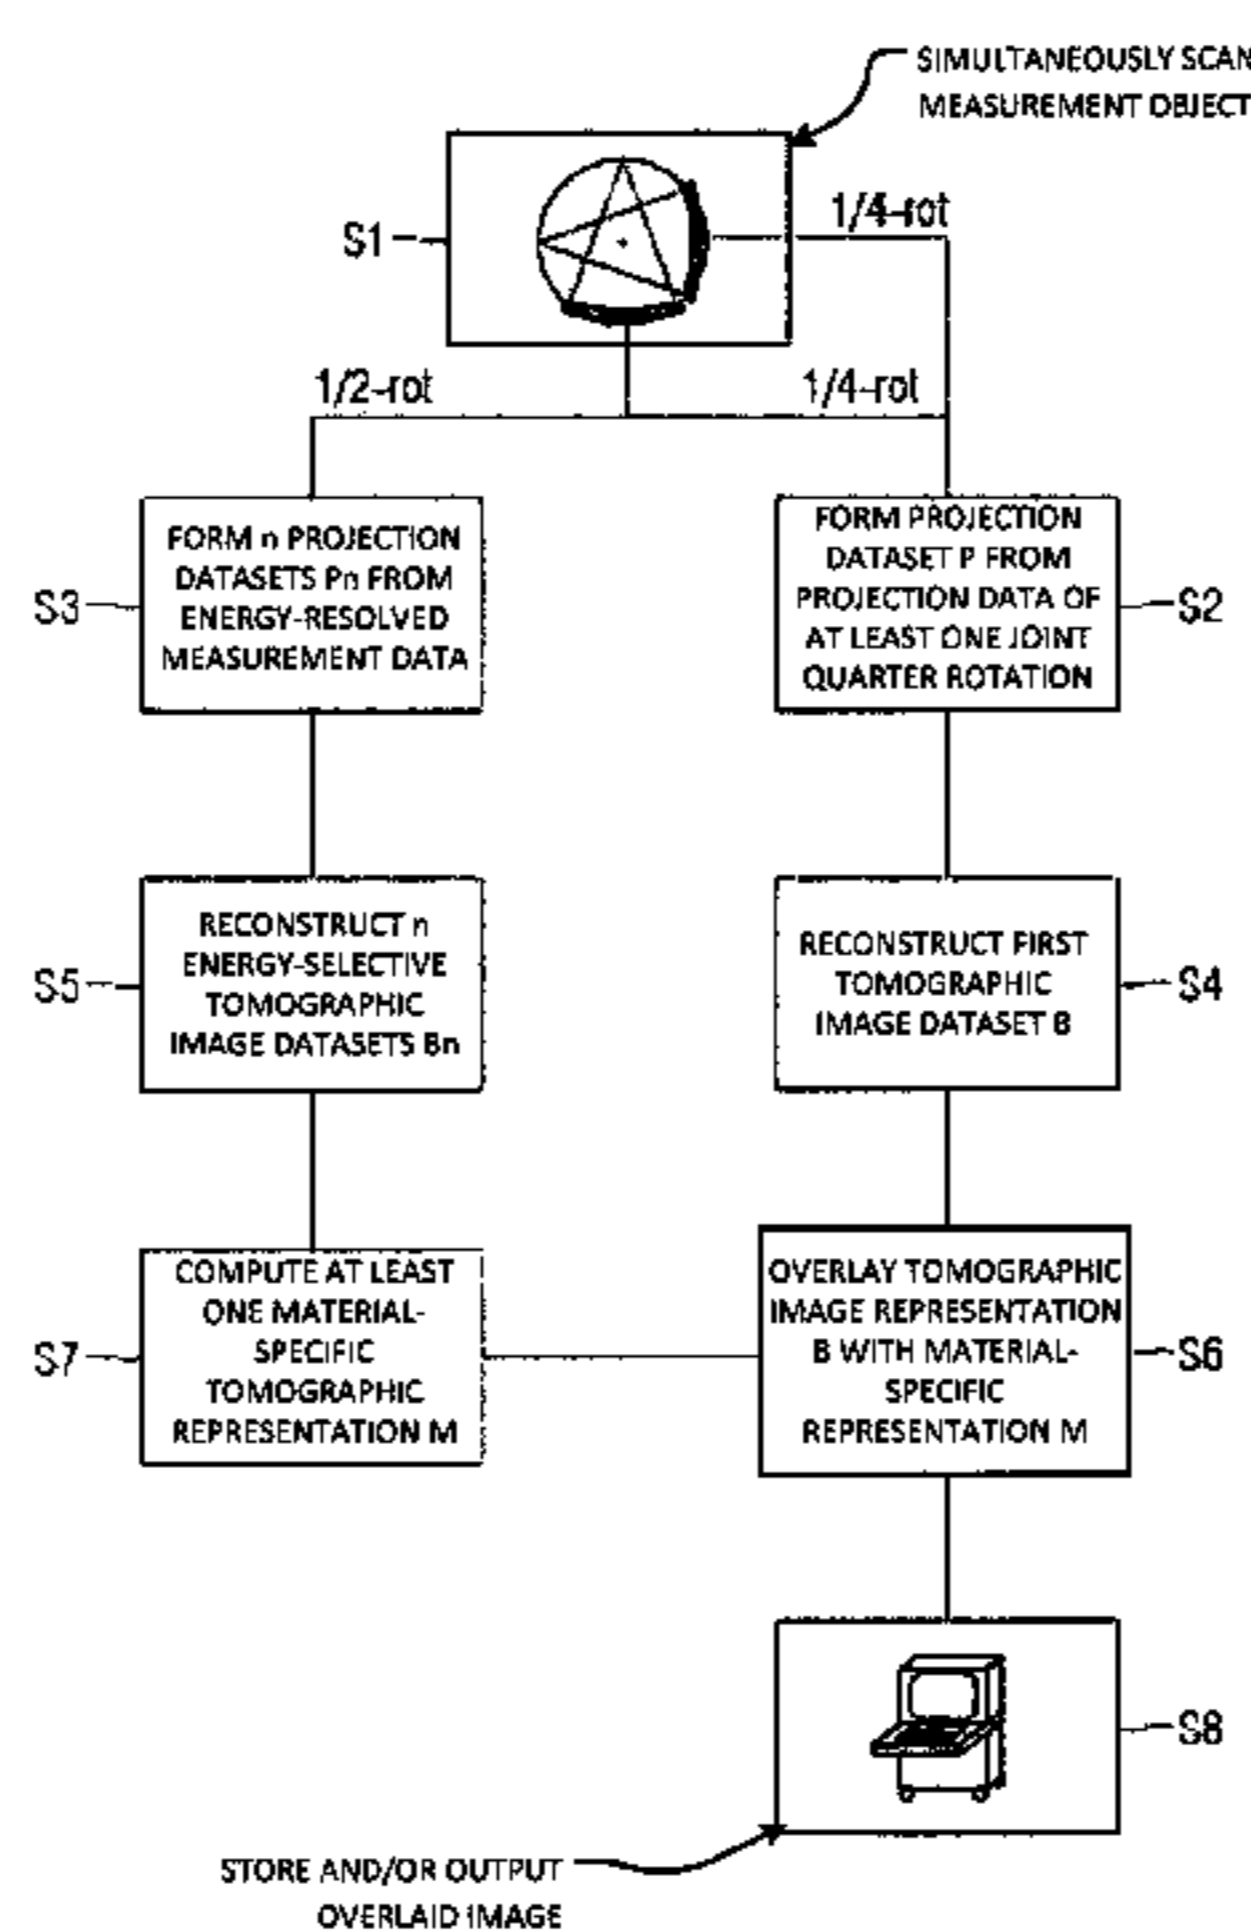 SIMULTANEOUSLY SCAN
MEASUREMENT OBJECT
S1
1/4-rot
1/2-rot
1/4-rot
S3
FORM n PROJECTION
DATASETS Pn FROM
ENERGY-RESOLVED
MEASUREMENT DATA
FORM PROJECTION
DATASET P FROM
PROJECTION DATA OF
AT LEAST ONE JOINT
QUARTER ROTATION
S2
S5
RECONSTRUCT n
ENERGY-SELECTIVE
TOMOGRAPHIC
IMAGE DATASETS Bn
RECONSTRUCT FIRST
TOMOGRAPHIC
IMAGE DATASET B
S4
S7
COMPUTE AT LEAST
ONE MATERIAL-
SPECIFIC
TOMOGRAPHIC
REPRESENTATION M
OVERLAY TOMOGRAPHIC
IMAGE REPRESENTATION
B WITH MATERIAL-
SPECIFIC
REPRESENTATION M
S6
S8
STORE AND/OR OUTPUT
OVERLAID IMAGE